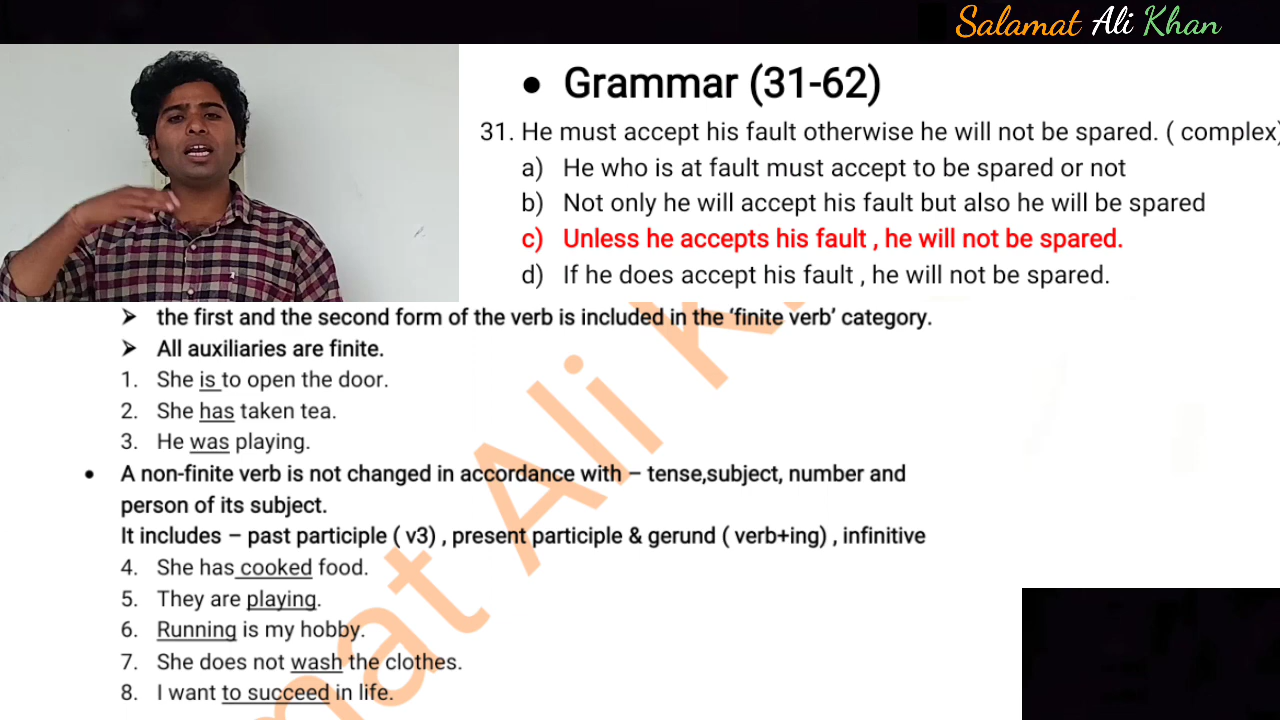 Salamat Ali Khan
• Grammar (31-62)
31. He must accept his fault otherwise he will not be spared. ( complex)
a) He who is at fault must accept to be spared or not
b) Not only he will accept his fault but also he will be spared
c) Unless he accepts his fault , he will not be spared.
d) If he does accept his fault , he will not be spared.
➤ the first and the second form of the verb is included in the ‘finite verb’ category.
➤ All auxiliaries are finite.
1. She is to open the door.
2. She has taken tea.
3. He was playing.
• A non-finite verb is not changed in accordance with – tense,subject, number and
person of its subject.
It includes – past participle ( v3) , present participle & gerund ( verb+ing) , infinitive
4. She has cooked food.
5. They are playing.
6. Running is my hobby.
7. She does not wash the clothes.
8. I want to succeed in life.
mat Ali K